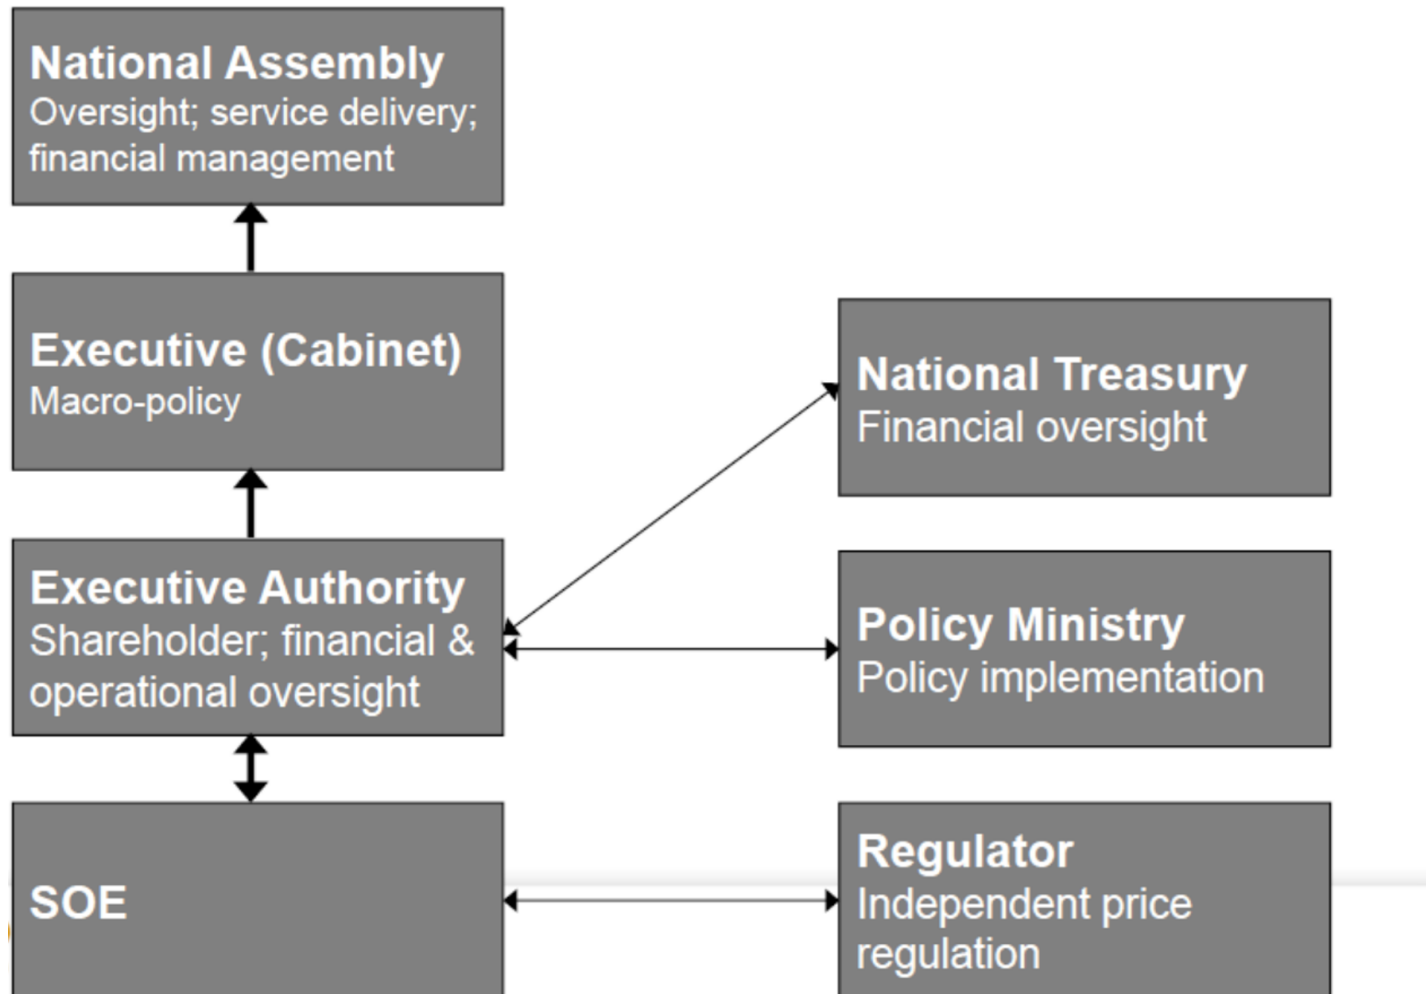 National Assembly
Oversight; service delivery;
financial management
Executive (Cabinet)
Macro-policy
National Treasury
Financial oversight
Executive Authority
Shareholder; financial &
operational oversight
Policy Ministry
Policy implementation
SOE
Regulator
Independent price
regulation